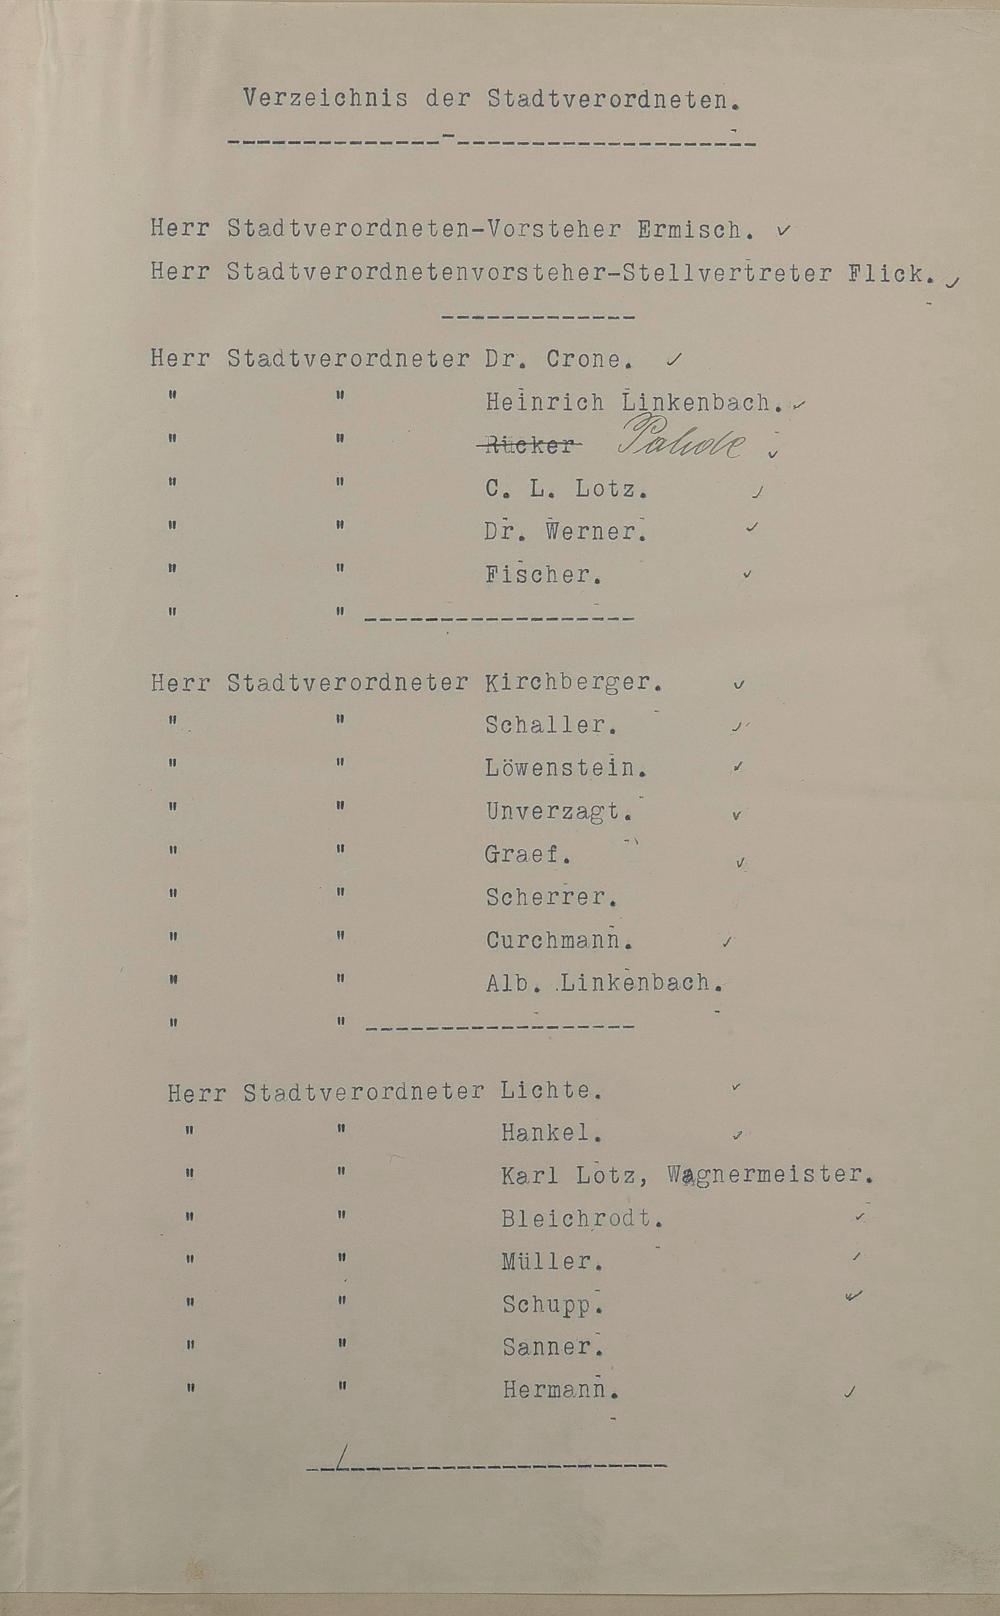 Verzeichnis der Stadtverordneten.
Herr Stadtverordneten-Vorsteher Ermisch. ✓
Herr Stadtverordnetenvorsteher-Stellvertreter Flick. ✓
Herr Stadtverordneter Dr. Crone. ✓
" " Heinrich Linkenbach. ✓
" " Rücker Pahde ✓
" " C. L. Lotz. ✓
" " Dr. Werner. ✓
" " Fischer. ✓
" "
Herr Stadtverordneter Kirchberger. ✓
" " Schaller. ✓
" " Löwenstein. ✓
" " Unverzagt. ✓
" " Graef. ✓
" " Scherrer.
" " Curchmann. ✓
" " Alb. Linkenbach.
" "
Herr Stadtverordneter Lichte. ✓
" " Hankel. ✓
" " Karl Lotz, Wagnermeister.
" " Bleichrodt. ✓
" " Müller. ✓
" " Schupp. ✓
" " Sanner.
" " Hermann. ✓